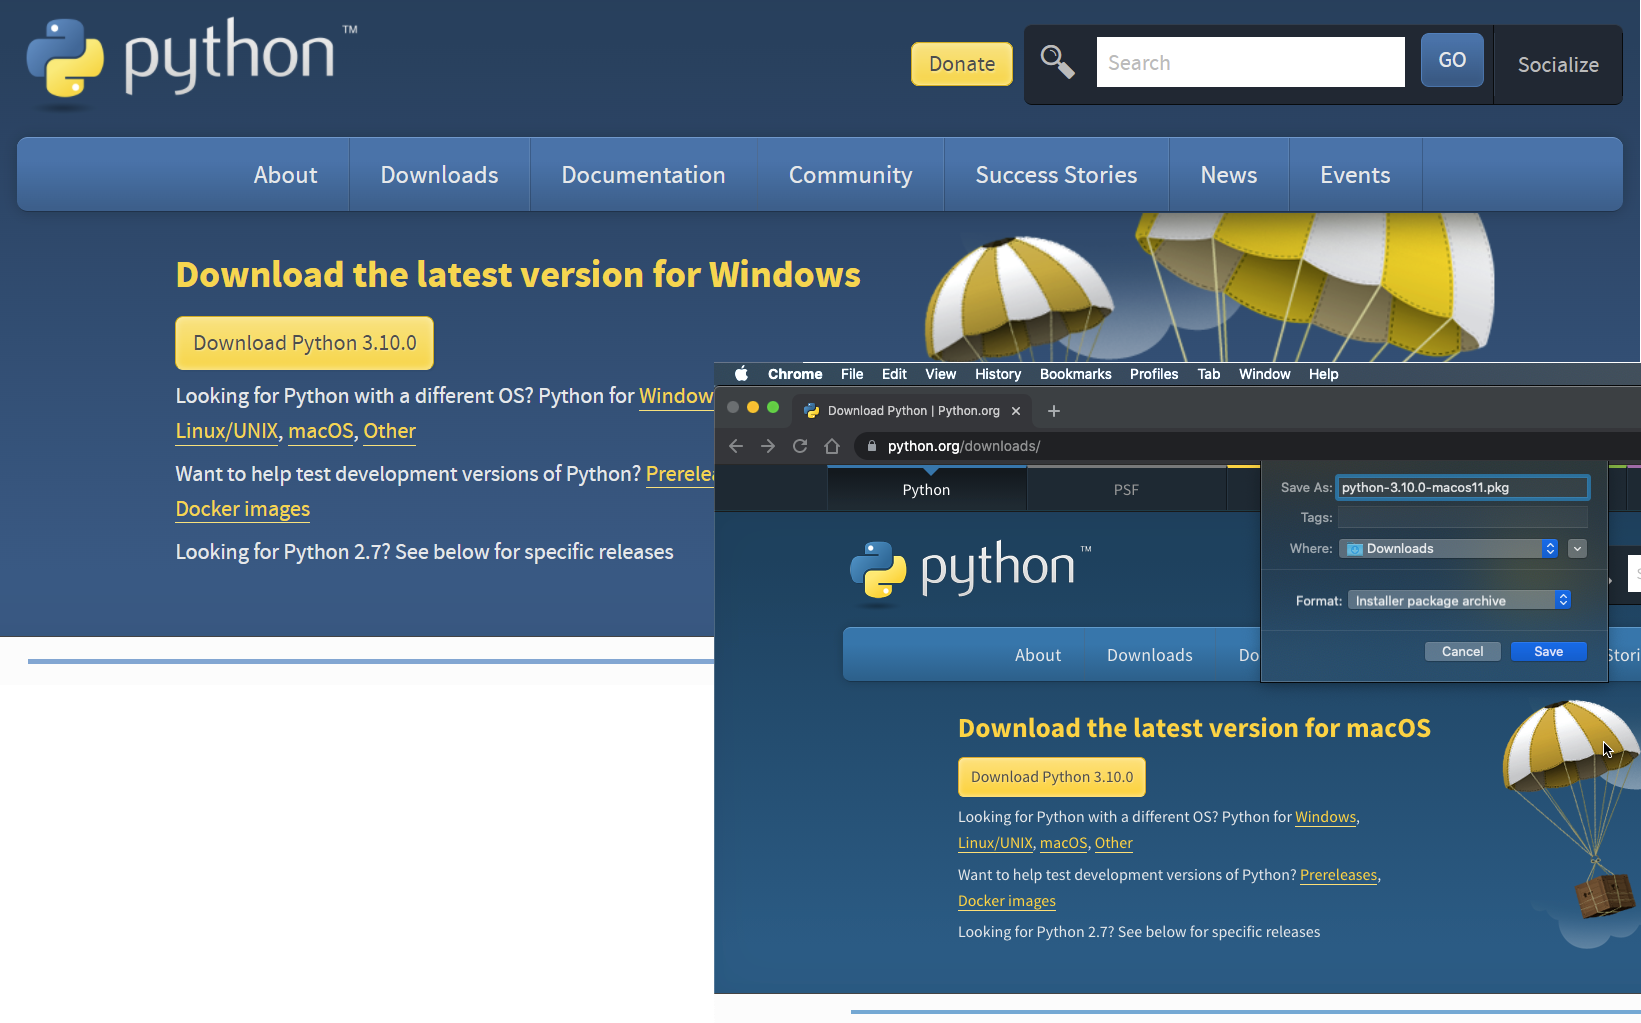 python™
Donate
Search
GO
Socialize
About
Downloads
Documentation
Community
Success Stories
News
Events
Download the latest version for Windows
Download Python 3.10.0
Looking for Python with a different OS? Python for Window
Linux/UNIX, macOS, Other
Want to help test development versions of Python? Prerelea
Docker images
Looking for Python 2.7? See below for specific releases
Chrome File Edit View History Bookmarks Profiles Tab Window Help
Download Python | Python.org
python.org/downloads/
Python
PSF
Save As: python-3.10.0-macos11.pkg
Tags:
Where: Downloads
Format: Installer package archive
Cancel
Save
python™
S
About
Downloads
Do
Stori
Download the latest version for macOS
Download Python 3.10.0
Looking for Python with a different OS? Python for Windows,
Linux/UNIX, macOS, Other
Want to help test development versions of Python? Prereleases,
Docker images
Looking for Python 2.7? See below for specific releases